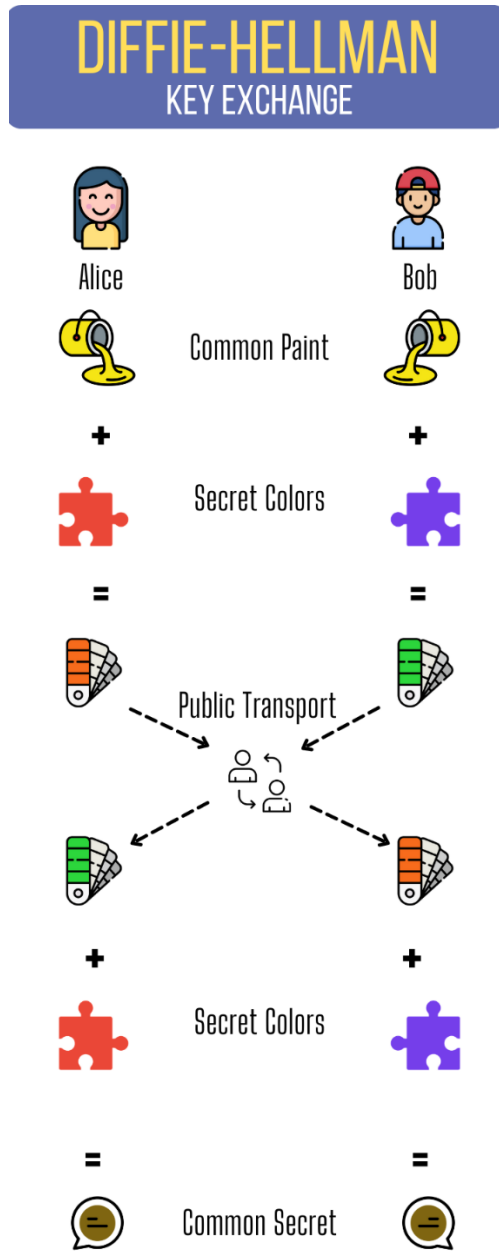 DIFFIE-HELLMAN
KEY EXCHANGE
Alice
Bob
Common Paint
+
+
Secret Colors
=
=
Public Transport
+
+
Secret Colors
=
=
Common Secret